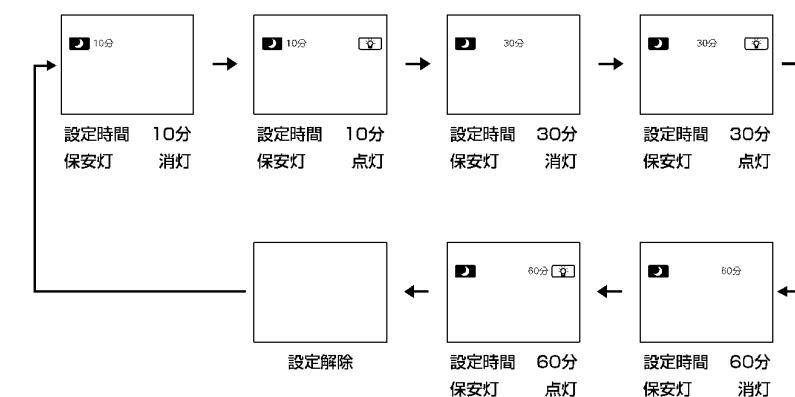 10分
10分
30分
30分
設定時間 10分
保安灯 消灯
設定時間 10分
保安灯 点灯
設定時間 30分
保安灯 消灯
設定時間 30分
保安灯 点灯
60分
60分
設定解除
設定時間 60分
保安灯 点灯
設定時間 60分
保安灯 消灯